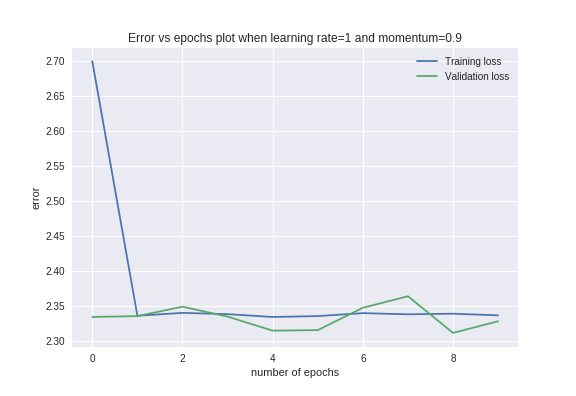 Error vs epochs plot when learning rate=1 and momentum=0.9
Training loss
Validation loss
2.70
2.65
2.60
2.55
2.50
2.45
2.40
2.35
2.30
error
0 2 4 6 8
number of epochs